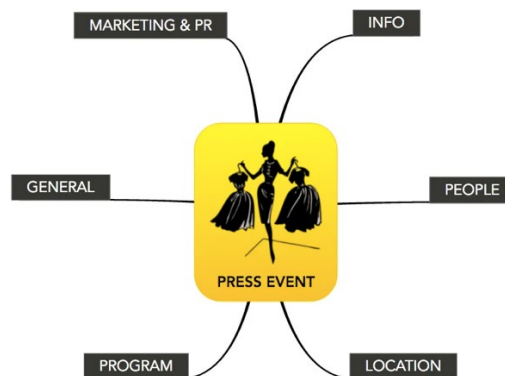 MARKETING & PR
INFO
GENERAL
PEOPLE
PRESS EVENT
PROGRAM
LOCATION